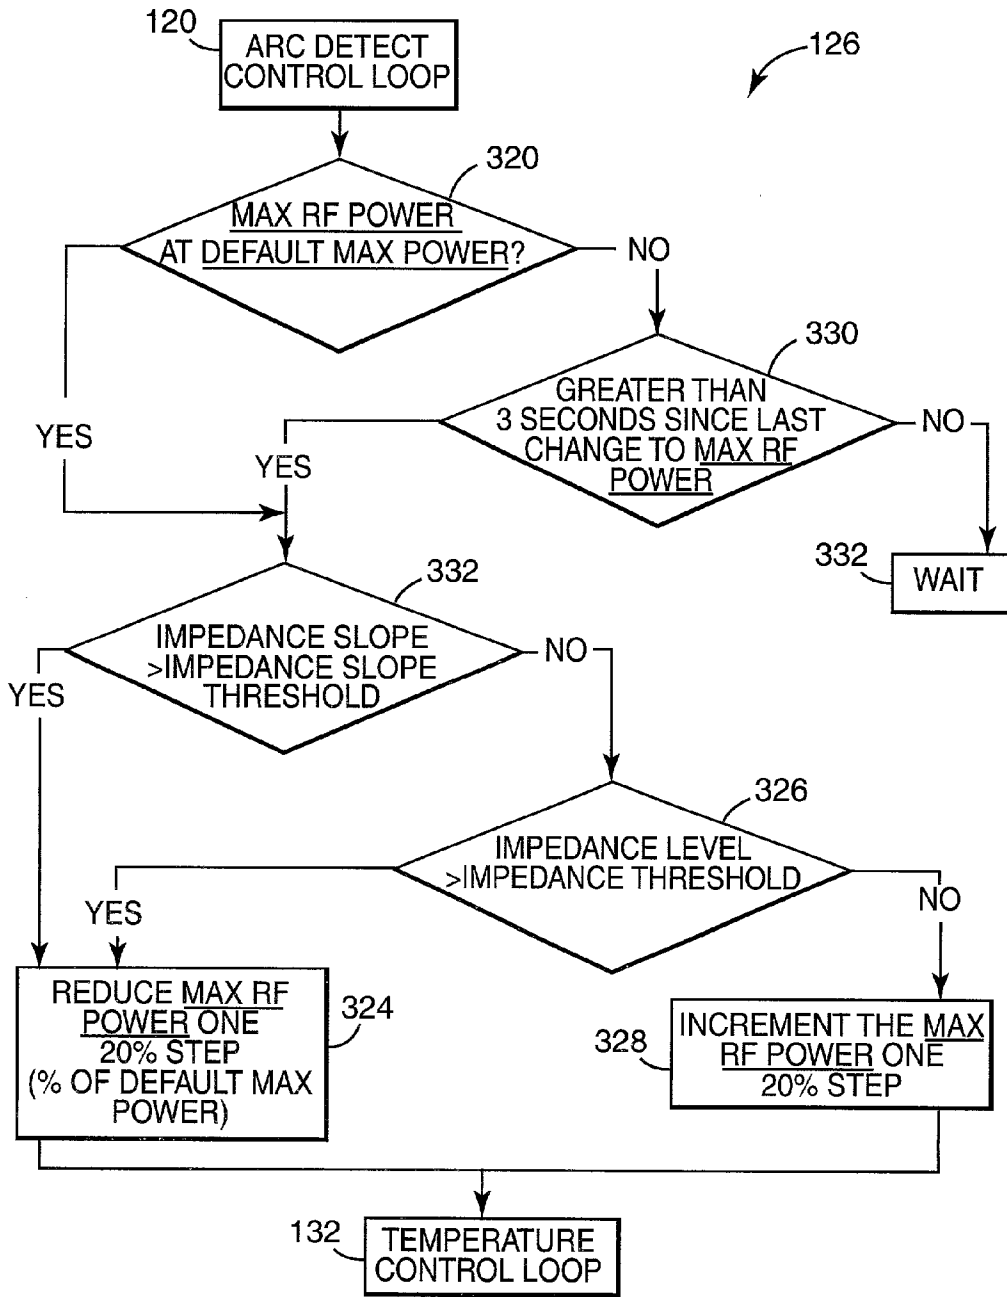 120
ARC DETECT
CONTROL LOOP
126
320
MAX RF POWER
AT DEFAULT MAX POWER?
NO
330
GREATER THAN
3 SECONDS SINCE LAST
CHANGE TO MAX RF
POWER
NO
YES
YES
332
WAIT
332
IMPEDANCE SLOPE
>IMPEDANCE SLOPE
THRESHOLD
NO
YES
326
IMPEDANCE LEVEL
>IMPEDANCE THRESHOLD
YES
NO
REDUCE MAX RF
POWER ONE
20% STEP
(% OF DEFAULT MAX
POWER)
324
328
INCREMENT THE MAX
RF POWER ONE
20% STEP
132
TEMPERATURE
CONTROL LOOP